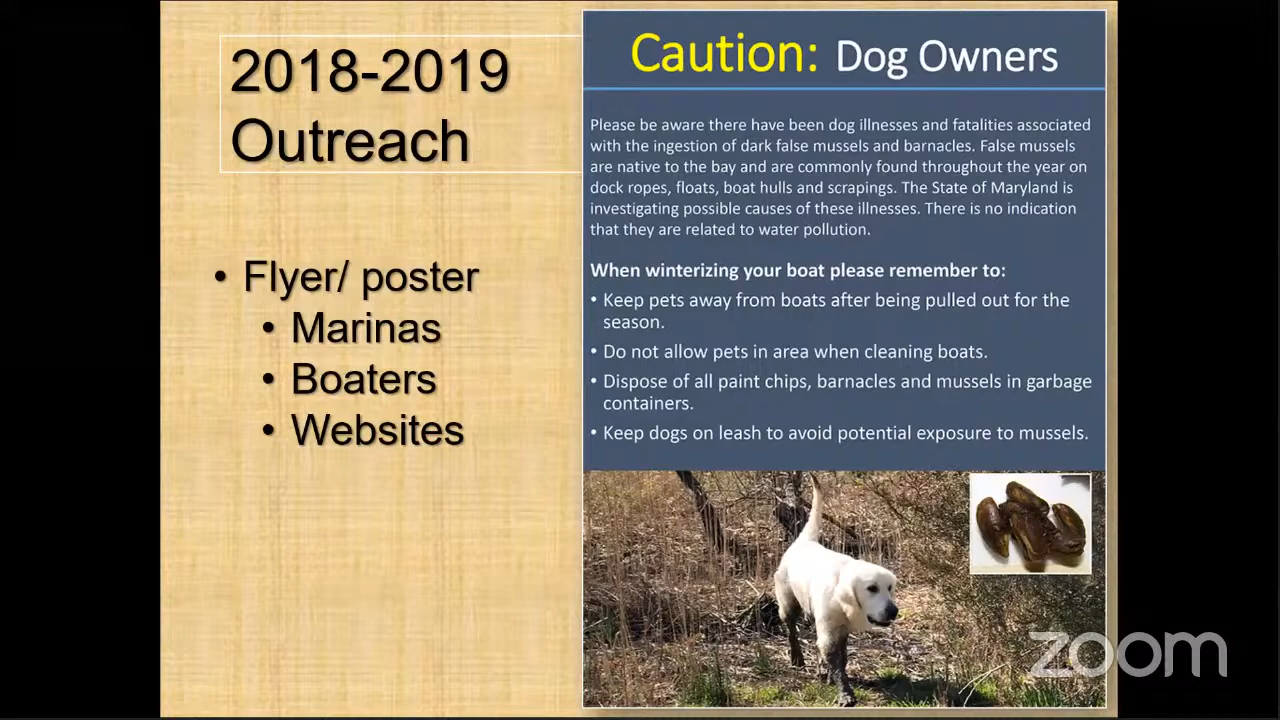 2018-2019
Outreach
• Flyer/ poster
• Marinas
• Boaters
• Websites
Caution: Dog Owners
Please be aware there have been dog illnesses and fatalities associated
with the ingestion of dark false mussels and barnacles. False mussels
are native to the bay and are commonly found throughout the year on
dock ropes, floats, boat hulls and scrapings. The State of Maryland is
investigating possible causes of these illnesses. There is no indication
that they are related to water pollution.
When winterizing your boat please remember to:
• Keep pets away from boats after being pulled out for the
season.
• Do not allow pets in area when cleaning boats.
• Dispose of all paint chips, barnacles and mussels in garbage
containers.
• Keep dogs on leash to avoid potential exposure to mussels.
zoom